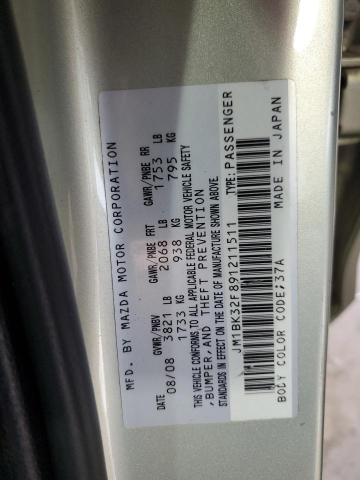 MFD. BY MAZDA MOTOR CORPORATION
DATE GVWR/PNBV GAWR/PNBE FRT GAWR/PNBE RR
08/08 3821 LB 2068 LB 1753 LB
1733 KG 938 KG 795 KG
THIS VEHICLE CONFORMS TO ALL APPLICABLE FEDERAL MOTOR VEHICLE SAFETY
,BUMPER,AND THEFT PREVENTION
STANDARDS IN EFFECT ON THE DATE OF MANUFACTURE SHOWN ABOVE.
JM1BK32F891211511 TYPE:PASSENGER
BODY COLOR CODE;37A MADE IN JAPAN